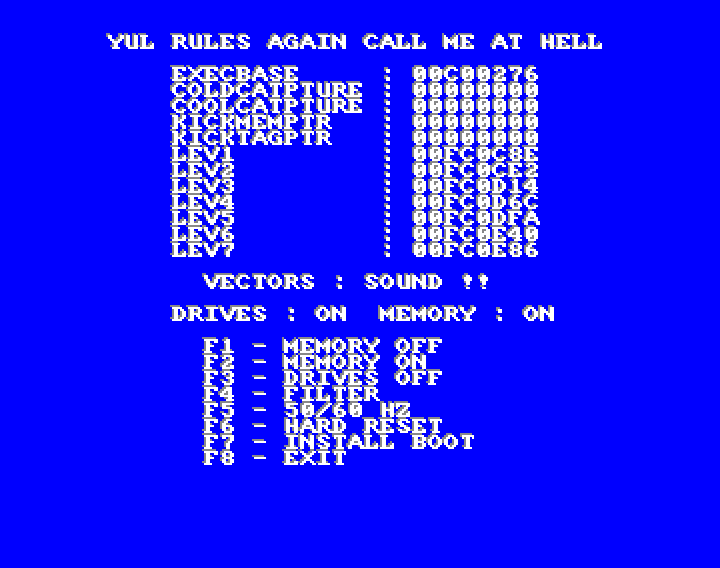 YUL RULES AGAIN CALL ME AT HELL
EXECBASE : 00C00276
COLDCATPTURE : 00000000
COOLCATPTURE : 00000000
KICKMEMPTR : 00000000
KICKTAGPTR : 00000000
LEV1 : 00FC0C8E
LEV2 : 00FC0CE2
LEV3 : 00FC0D14
LEV4 : 00FC0D6C
LEV5 : 00FC0DFA
LEV6 : 00FC0E40
LEV7 : 00FC0E86
VECTORS : SOUND !!
DRIVES : ON MEMORY : ON
F1 - MEMORY OFF
F2 - MEMORY ON
F3 - DRIVES OFF
F4 - FILTER
F5 - 50/60 HZ
F6 - HARD RESET
F7 - INSTALL BOOT
F8 - EXIT